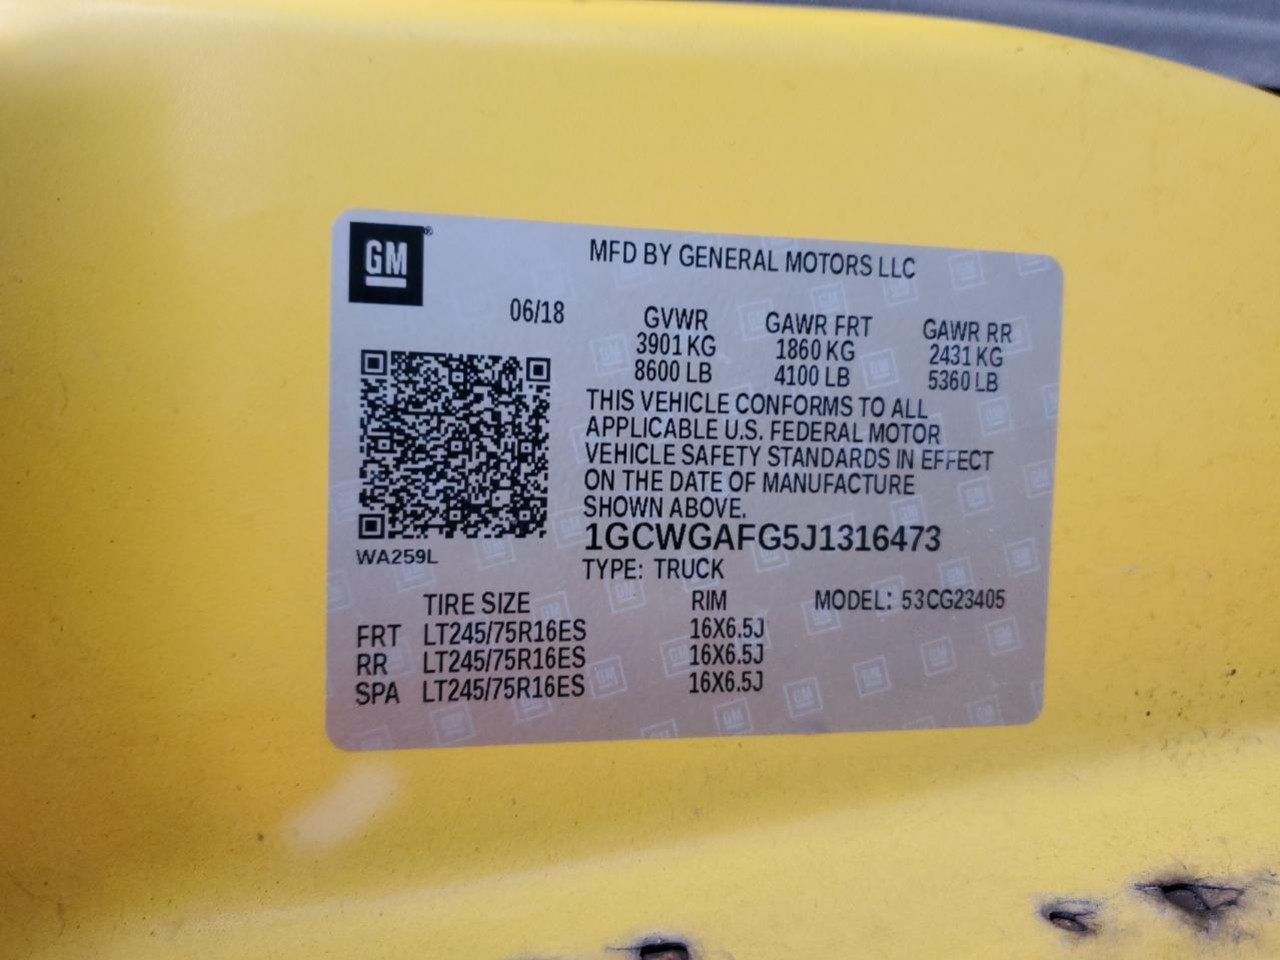 GM
MFD BY GENERAL MOTORS LLC
06/18
GVWR GAWR FRT GAWR RR
3901 KG 1860 KG 2431 KG
8600 LB 4100 LB 5360 LB
THIS VEHICLE CONFORMS TO ALL
APPLICABLE U.S. FEDERAL MOTOR
VEHICLE SAFETY STANDARDS IN EFFECT
ON THE DATE OF MANUFACTURE
SHOWN ABOVE.
1GCWGAFG5J1316473
WA259L
TYPE: TRUCK
TIRE SIZE RIM MODEL: 53CG23405
FRT LT245/75R16ES 16X6.5J
RR LT245/75R16ES 16X6.5J
SPA LT245/75R16ES 16X6.5J